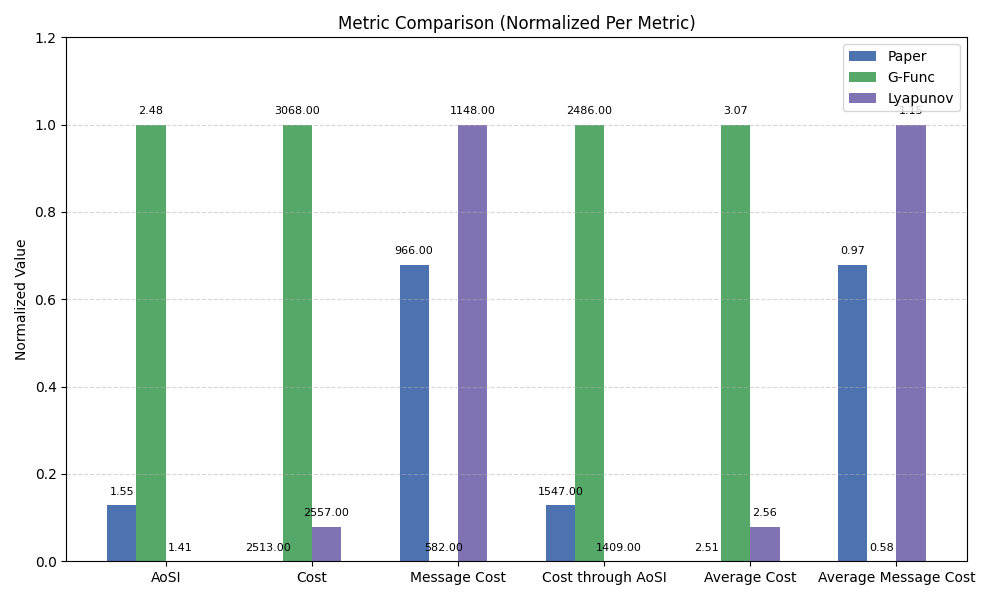 Metric Comparison (Normalized Per Metric)
Normalized Value
1.2
1.0
0.8
0.6
0.4
0.2
0.0
Paper
G-Func
Lyapunov
1.55
2.48
1.41
2513.00
3068.00
2557.00
966.00
582.00
1148.00
1547.00
2486.00
1409.00
2.51
3.07
2.56
0.97
0.58
1.15
AoSI
Cost
Message Cost
Cost through AoSI
Average Cost
Average Message Cost